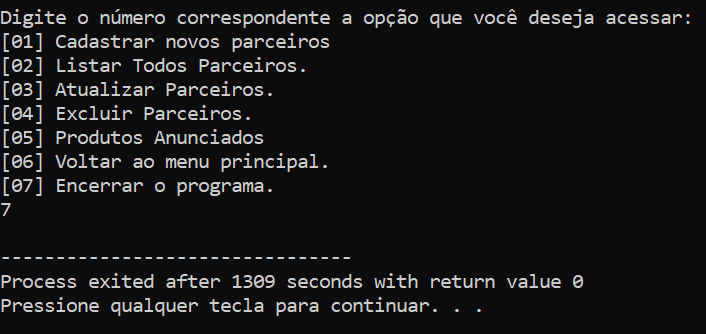 Digite o número correspondente a opção que você deseja acessar:
[01] Cadastrar novos parceiros
[02] Listar Todos Parceiros.
[03] Atualizar Parceiros.
[04] Excluir Parceiros.
[05] Produtos Anunciados
[06] Voltar ao menu principal.
[07] Encerrar o programa.
7
--------------------------------
Process exited after 1309 seconds with return value 0
Pressione qualquer tecla para continuar. . .